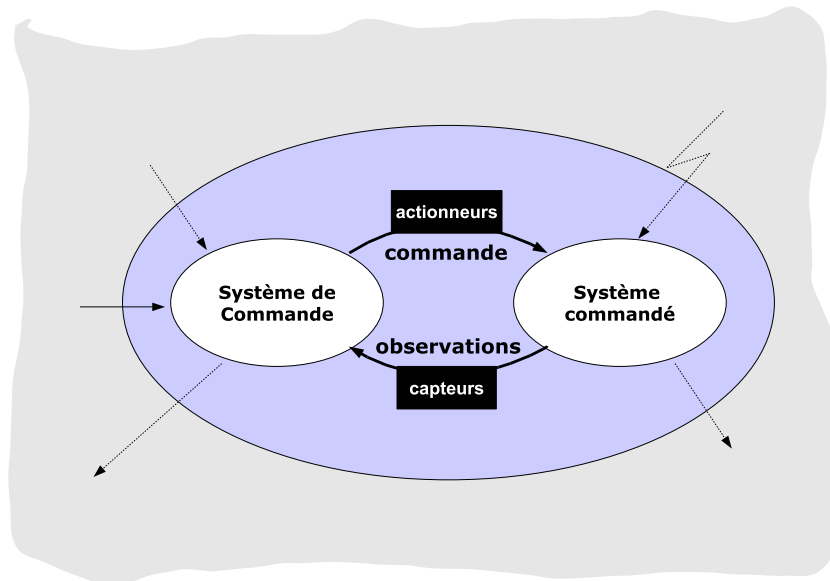 actionneurs
commande
Système de
Commande
Système
commandé
observations
capteurs